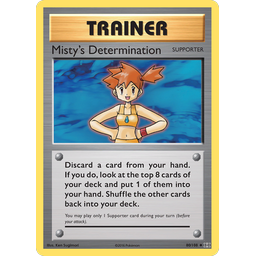 TRAINER
Misty's Determination SUPPORTER
Discard a card from your hand.
If you do, look at the top 8 cards
of your deck and put 1 of them into
your hand. Shuffle the other cards
back into your deck.
You may play only 1 Supporter card during your turn (before
your attack).